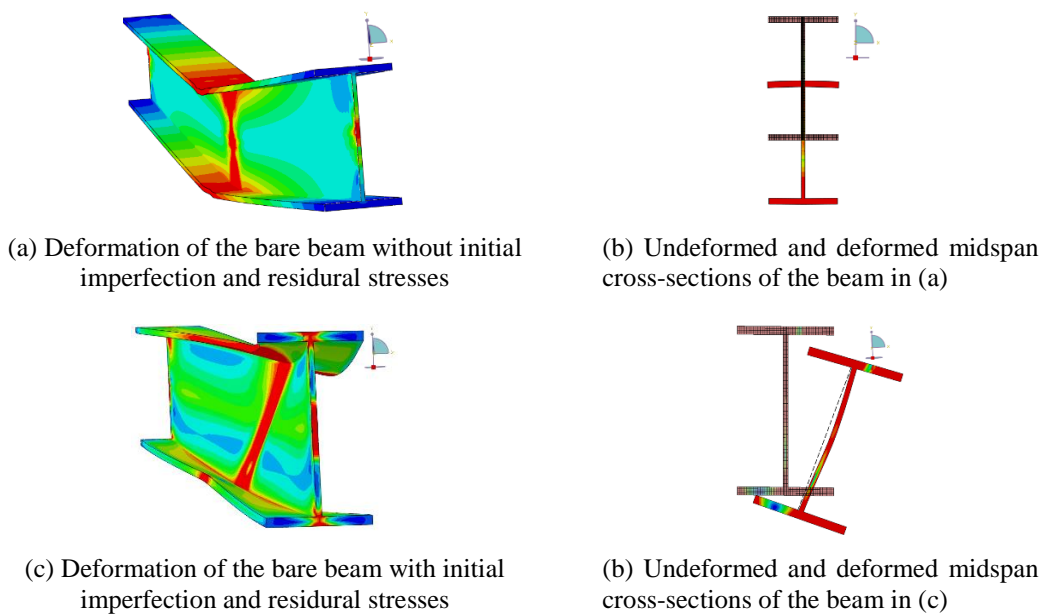 (a) Deformation of the bare beam without initial
imperfection and residural stresses
(b) Undeformed and deformed midspan
cross-sections of the beam in (a)
(c) Deformation of the bare beam with initial
imperfection and residural stresses
(b) Undeformed and deformed midspan
cross-sections of the beam in (c)